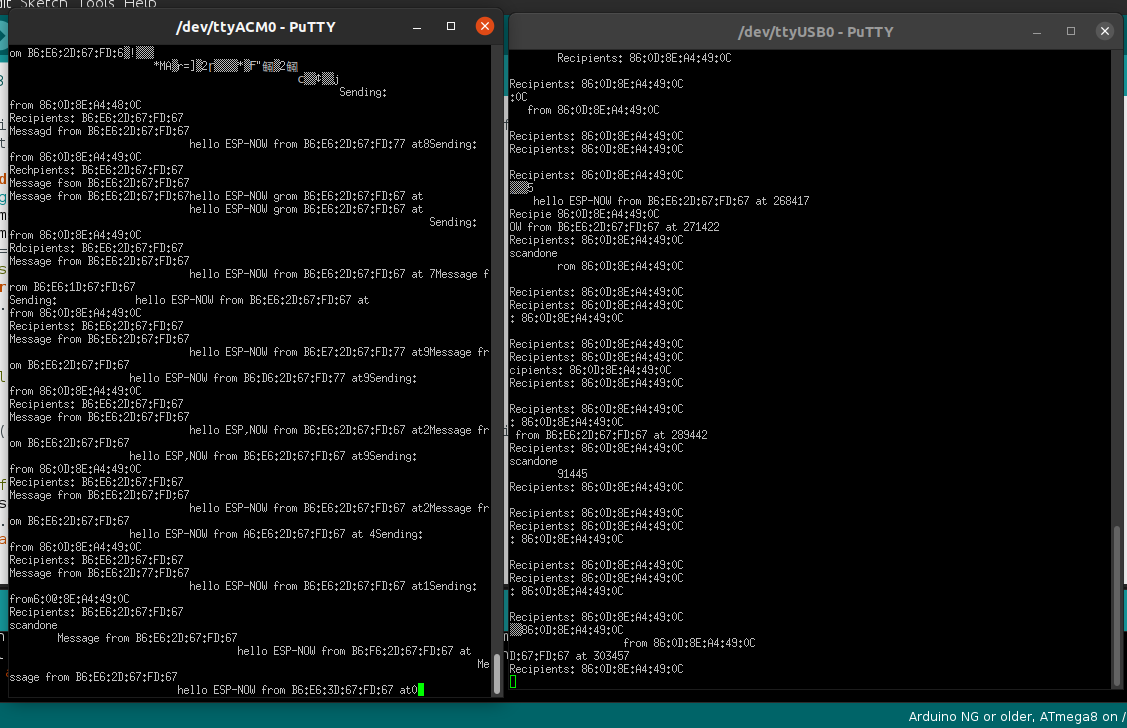 Sketch Tools Help
/dev/ttyACM0 - PuTTY
om B6:E6:2D:67:FD:6
Sending:
from 86:0D:8E:A4:48:0C
Recipients: B6:E6:2D:67:FD:67
Messagd from B6:E6:2D:67:FD:67
hello ESP-NOW from B6:E6:2D:67:FD:77 at8Sending:
from 86:0D:8E:A4:49:0C
Rechpients: B6:E6:2D:67:FD:67
Message fsom B6:E6:2D:67:FD:67
Message from B6:E6:2D:67:FD:67hello ESP-NOW grom B6:E6:2D:67:FD:67 at
hello ESP-NOW grom B6:E6:2D:67:FD:67 at
Sending:
from 86:0D:8E:A4:49:0C
Rdcipients: B6:E6:2D:67:FD:67
Message from B6:E6:2D:67:FD:67
hello ESP-NOW from B6:E6:2D:67:FD:67 at 7Message f
rom B6:E6:1D:67:FD:67
Sending: hello ESP-NOW from B6:E6:2D:67:FD:67 at
from 86:0D:8E:A4:49:0C
Recipients: B6:E6:2D:67:FD:67
Message from B6:E6:2D:67:FD:67
hello ESP-NOW from B6:E7:2D:67:FD:77 at9Message fr
om B6:E6:2D:67:FD:67
hello ESP-NOW from B6:D6:2D:67:FD:77 at9Sending:
from 86:0D:8E:A4:49:0C
Recipients: B6:E6:2D:67:FD:67
Message from B6:E6:2D:67:FD:67
hello ESP,NOW from B6:E6:2D:67:FD:67 at2Message fr
om B6:E6:2D:67:FD:67
hello ESP,NOW from B6:E6:2D:67:FD:67 at9Sending:
from 86:0D:8E:A4:49:0C
Recipients: B6:E6:2D:67:FD:67
Message from B6:E6:2D:67:FD:67
hello ESP-NOW from B6:E6:2D:67:FD:67 at2Message fr
om B6:E6:2D:67:FD:67
hello ESP-NOW from A6:E6:2D:67:FD:67 at 4Sending:
from 86:0D:8E:A4:49:0C
Recipients: B6:E6:2D:67:FD:67
Message from B6:E6:2D:77:FD:67
hello ESP-NOW from B6:E6:2D:67:FD:67 at1Sending:
from6:0@:8E:A4:49:0C
Recipients: B6:E6:2D:67:FD:67
scandone
Message from B6:E6:2D:67:FD:67
hello ESP-NOW from B6:F6:2D:67:FD:67 at
Me
ssage from B6:E6:2D:67:FD:67
hello ESP-NOW from B6:E6:3D:67:FD:67 at0
/dev/ttyUSB0 - PuTTY
Recipients: 86:0D:8E:A4:49:0C
Recipients: 86:0D:8E:A4:49:0C
:0C
from 86:0D:8E:A4:49:0C
Recipients: 86:0D:8E:A4:49:0C
Recipients: 86:0D:8E:A4:49:0C
Recipients: 86:0D:8E:A4:49:0C
5
hello ESP-NOW from B6:E6:2D:67:FD:67 at 268417
Recipie 86:0D:8E:A4:49:0C
OW from B6:E6:2D:67:FD:67 at 271422
Recipients: 86:0D:8E:A4:49:0C
scandone
rom 86:0D:8E:A4:49:0C
Recipients: 86:0D:8E:A4:49:0C
Recipients: 86:0D:8E:A4:49:0C
: 86:0D:8E:A4:49:0C
Recipients: 86:0D:8E:A4:49:0C
Recipients: 86:0D:8E:A4:49:0C
cipients: 86:0D:8E:A4:49:0C
Recipients: 86:0D:8E:A4:49:0C
Recipients: 86:0D:8E:A4:49:0C
: 86:0D:8E:A4:49:0C
from B6:E6:2D:67:FD:67 at 289442
Recipients: 86:0D:8E:A4:49:0C
scandone
91445
Recipients: 86:0D:8E:A4:49:0C
Recipients: 86:0D:8E:A4:49:0C
Recipients: 86:0D:8E:A4:49:0C
: 86:0D:8E:A4:49:0C
Recipients: 86:0D:8E:A4:49:0C
Recipients: 86:0D:8E:A4:49:0C
: 86:0D:8E:A4:49:0C
Recipients: 86:0D:8E:A4:49:0C
86:0D:8E:A4:49:0C
from 86:0D:8E:A4:49:0C
D:67:FD:67 at 303457
Recipients: 86:0D:8E:A4:49:0C
Arduino NG or older, ATmega8 on /